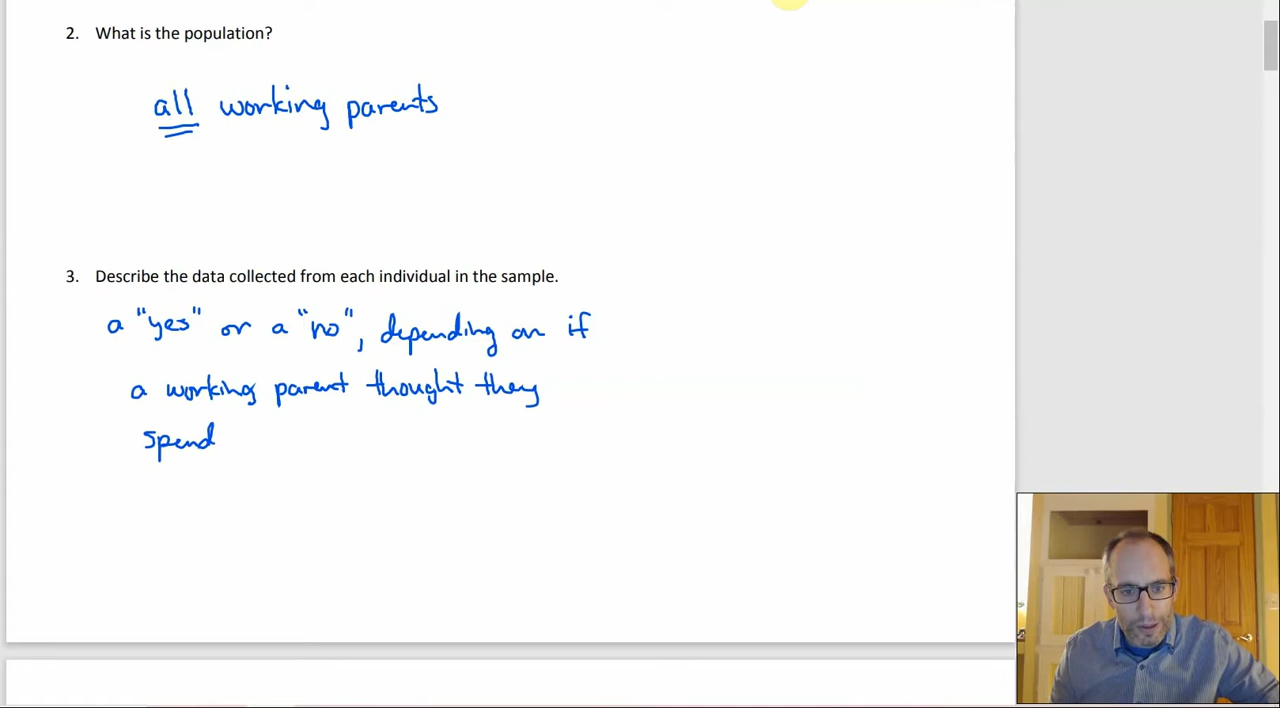 2. What is the population?
all working parents
3. Describe the data collected from each individual in the sample.
a "yes" or a "no", depending on if
a working parent thought they
spend